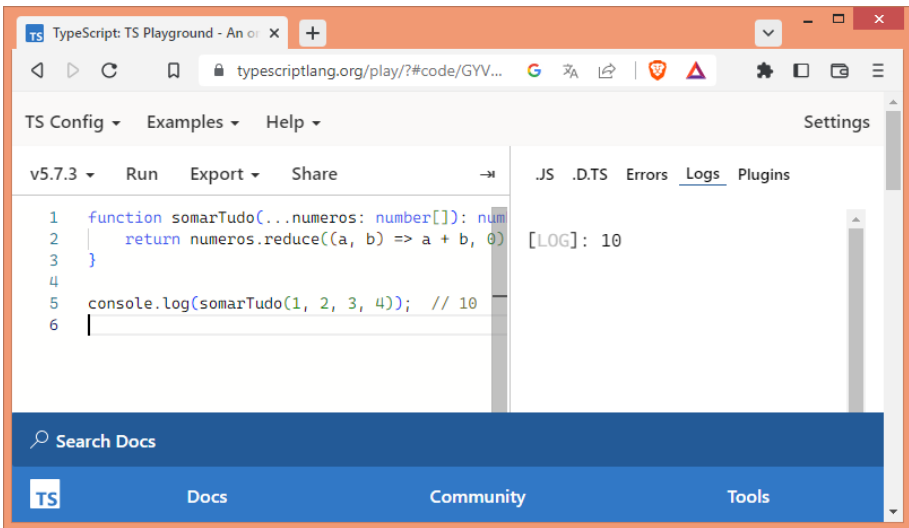 TS TypeScript: TS Playground - An o
typescriptlang.org/play/?#code/GYV...
TS Config Examples Help Settings
v5.7.3 Run Export Share .JS .D.TS Errors Logs Plugins
1 function somarTudo(...numeros: number[]): num
2 return numeros.reduce((a, b) => a + b, 0)
3 }
4
5 console.log(somarTudo(1, 2, 3, 4)); // 10
6
[LOG]: 10
Search Docs
TS Docs Community Tools